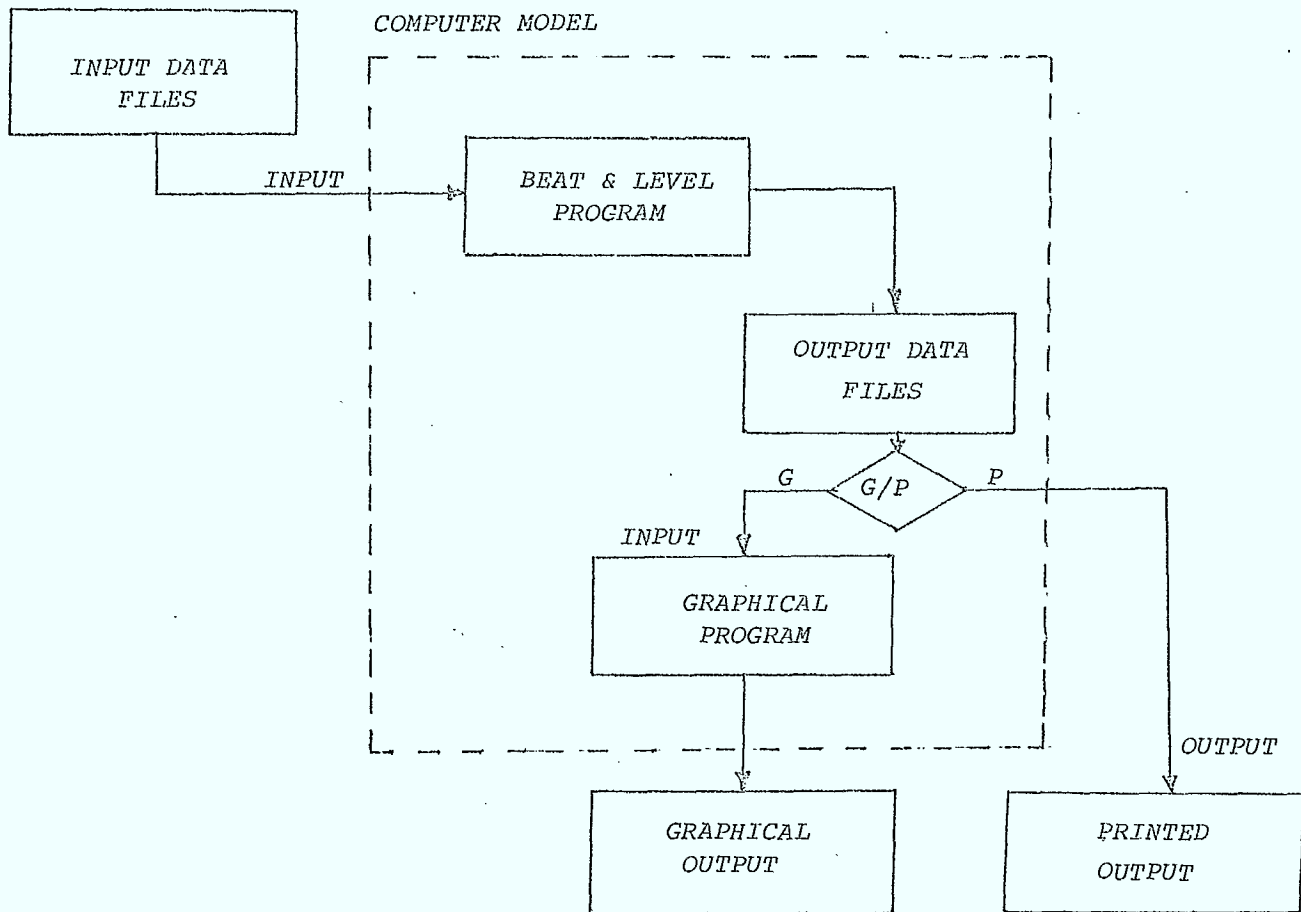 COMPUTER MODEL
INPUT DATA
FILES
INPUT
BEAT & LEVEL
PROGRAM
OUTPUT DATA
FILES
G
G/P
P
INPUT
GRAPHICAL
PROGRAM
OUTPUT
GRAPHICAL
OUTPUT
PRINTED
OUTPUT